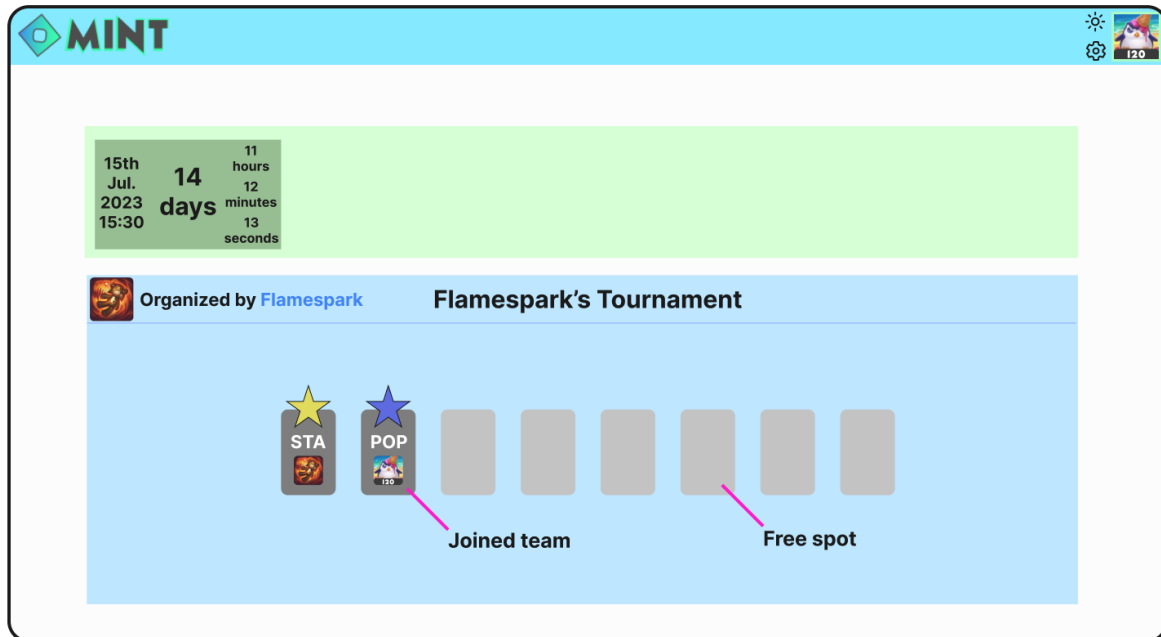 MINT
120
15th
Jul.
2023
15:30
14
days
11
hours
12
minutes
13
seconds
Organized by Flamespark
Flamespark’s Tournament
STA
POP
120
Joined team
Free spot